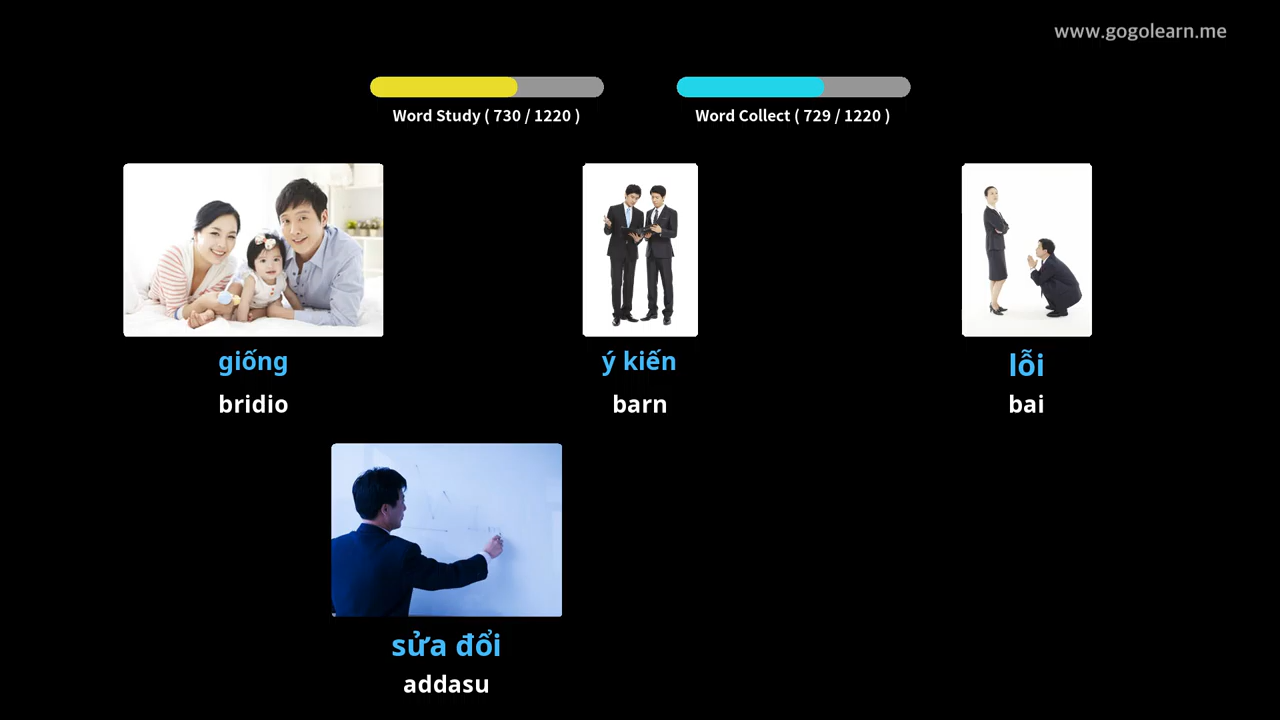 www.gogolearn.me
Word Study ( 730 / 1220 )
Word Collect ( 729 / 1220 )
giống
ý kiến
lỗi
bridio
barn
bai
sửa đổi
addasu